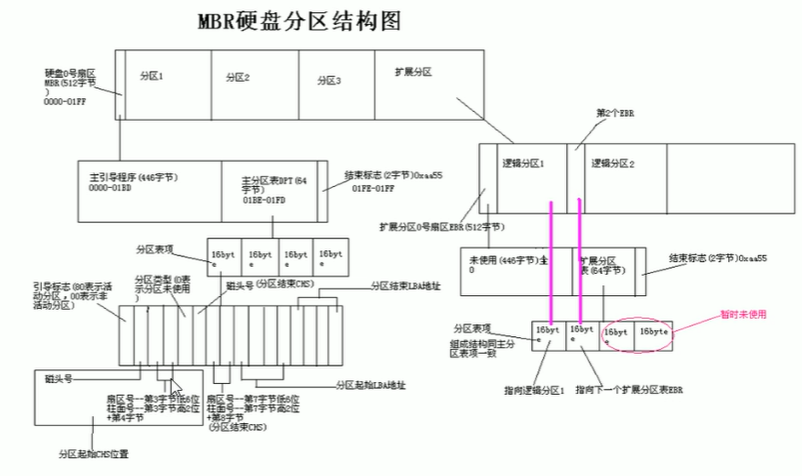 MBR硬盘分区结构图
硬盘0号扇区
MBR(512字节
)
0000-01FF
分区1
分区2
分区3
扩展分区
第2个EBR
逻辑分区1
逻辑分区2
主引导程序(446字节)
0000-01BD
主分区表DPT(64
字节)
01BE-01FD
结束标志(2字节)0xaa55
01FE-01FF
扩展分区0号扇区EBR(512字节)
未使用(446字节)全
0
扩展分区
表(64字节)
结束标志(2字节)0xaa55
分区表项
16byt
e
16byt
e
16byt
e
16byt
e
引导标志(80表示活
动分区，00表示非
活动分区)
分区类型(0表
示分区未使用
)
磁头号(分区结束CHS)
分区结束LBA地址
分区表项
组成结构同主分
区表项一致
16byt
e
16byt
e
16byt
e
16byte
暂时未使用
指向逻辑分区1
指向下一个扩展分区表EBR
磁头号
扇区号--第3字节低6位
柱面号--第3字节高2位
+第4字节
扇区号--第7字节低6位
柱面号--第7字节高2位
+第8字节
(分区结束CHS)
分区起始LBA地址
分区起始CHS位置